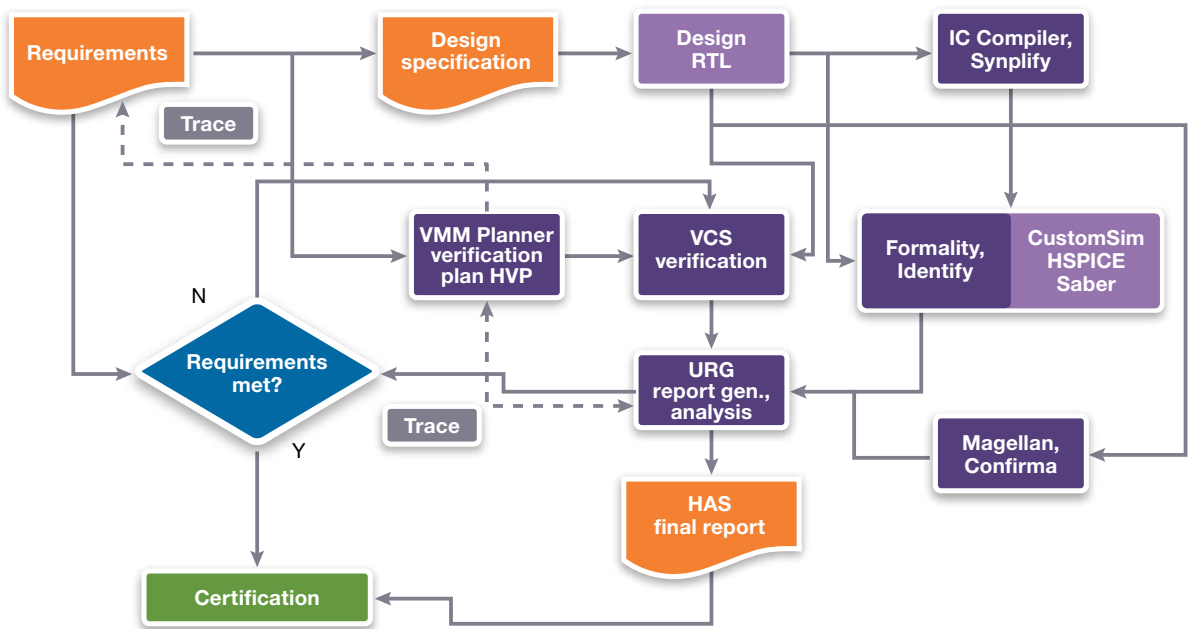 Requirements
Design
specification
Design
RTL
IC Compiler,
Synplify
Trace
VMM Planner
verification
plan HVP
VCS
verification
Formality,
Identify
CustomSim
HSPICE
Saber
N
Requirements
met?
URG
report gen.,
analysis
Trace
Y
Magellan,
Confirma
HAS
final report
Certification